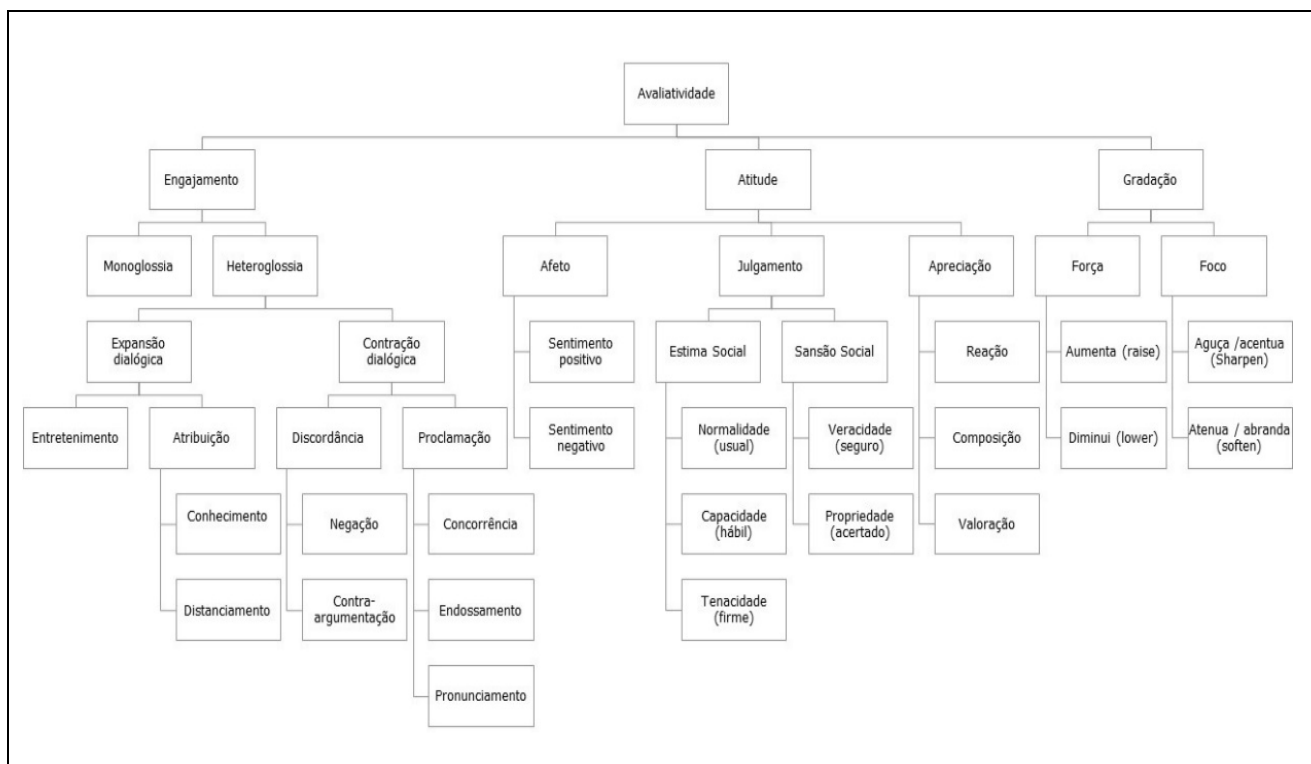 Avaliatividade
Engajamento
Atitude
Gradação
Monoglossia
Heteroglossia
Afeto
Julgamento
Apreciação
Força
Foco
Expansão
dialógica
Contração
dialógica
Sentimento
positivo
Estima Social
Sansão Social
Reação
Aumenta (raise)
Aguça /acentua
(Sharpen)
Entretenimento
Atribuição
Discordância
Proclamação
Sentimento
negativo
Normalidade
(usual)
Veracidade
(seguro)
Composição
Diminui (lower)
Atenua / abranda
(soften)
Conhecimento
Negação
Concorrência
Capacidade
(hábil)
Propriedade
(acertado)
Valoração
Distanciamento
Contra-
argumentação
Endossamento
Tenacidade
(firme)
Pronunciamento